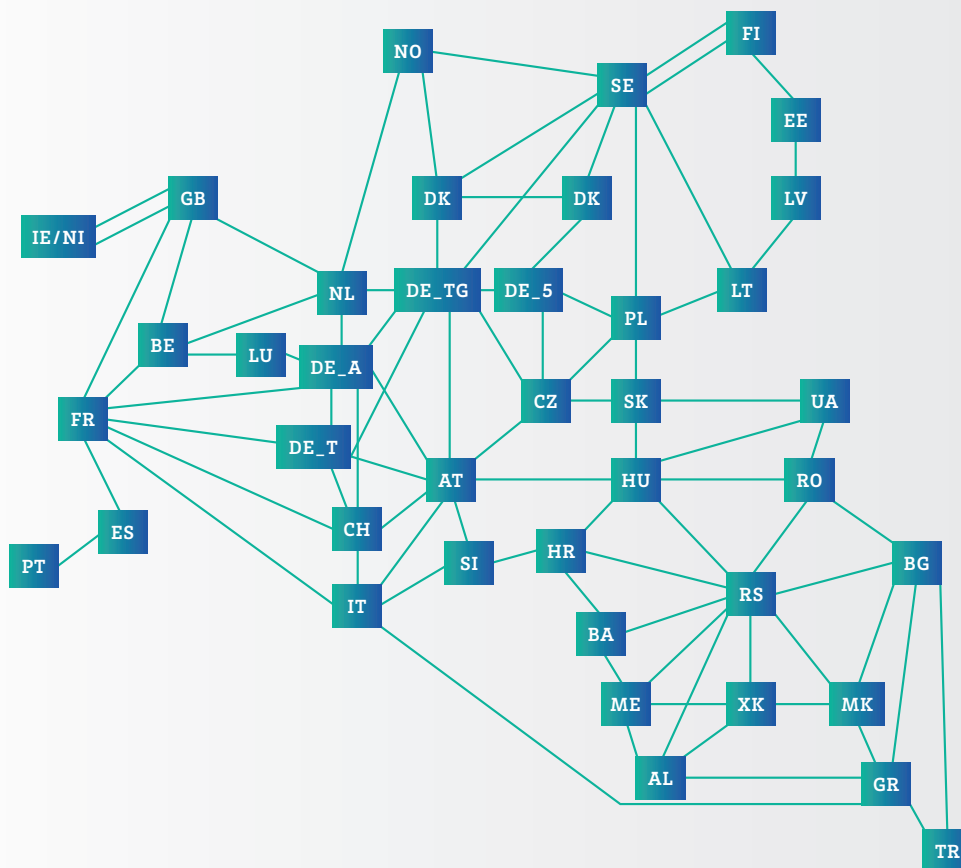 FI
NO
SE
EE
GB
DK
DK
LV
IE/NI
NL
DE_TG
DE_5
LT
PL
BE
LU
DE_A
CZ
SK
UA
FR
DE_T
AT
HU
RO
ES
CH
HR
SI
BG
PT
IT
RS
BA
ME
XK
MK
AL
GR
TR